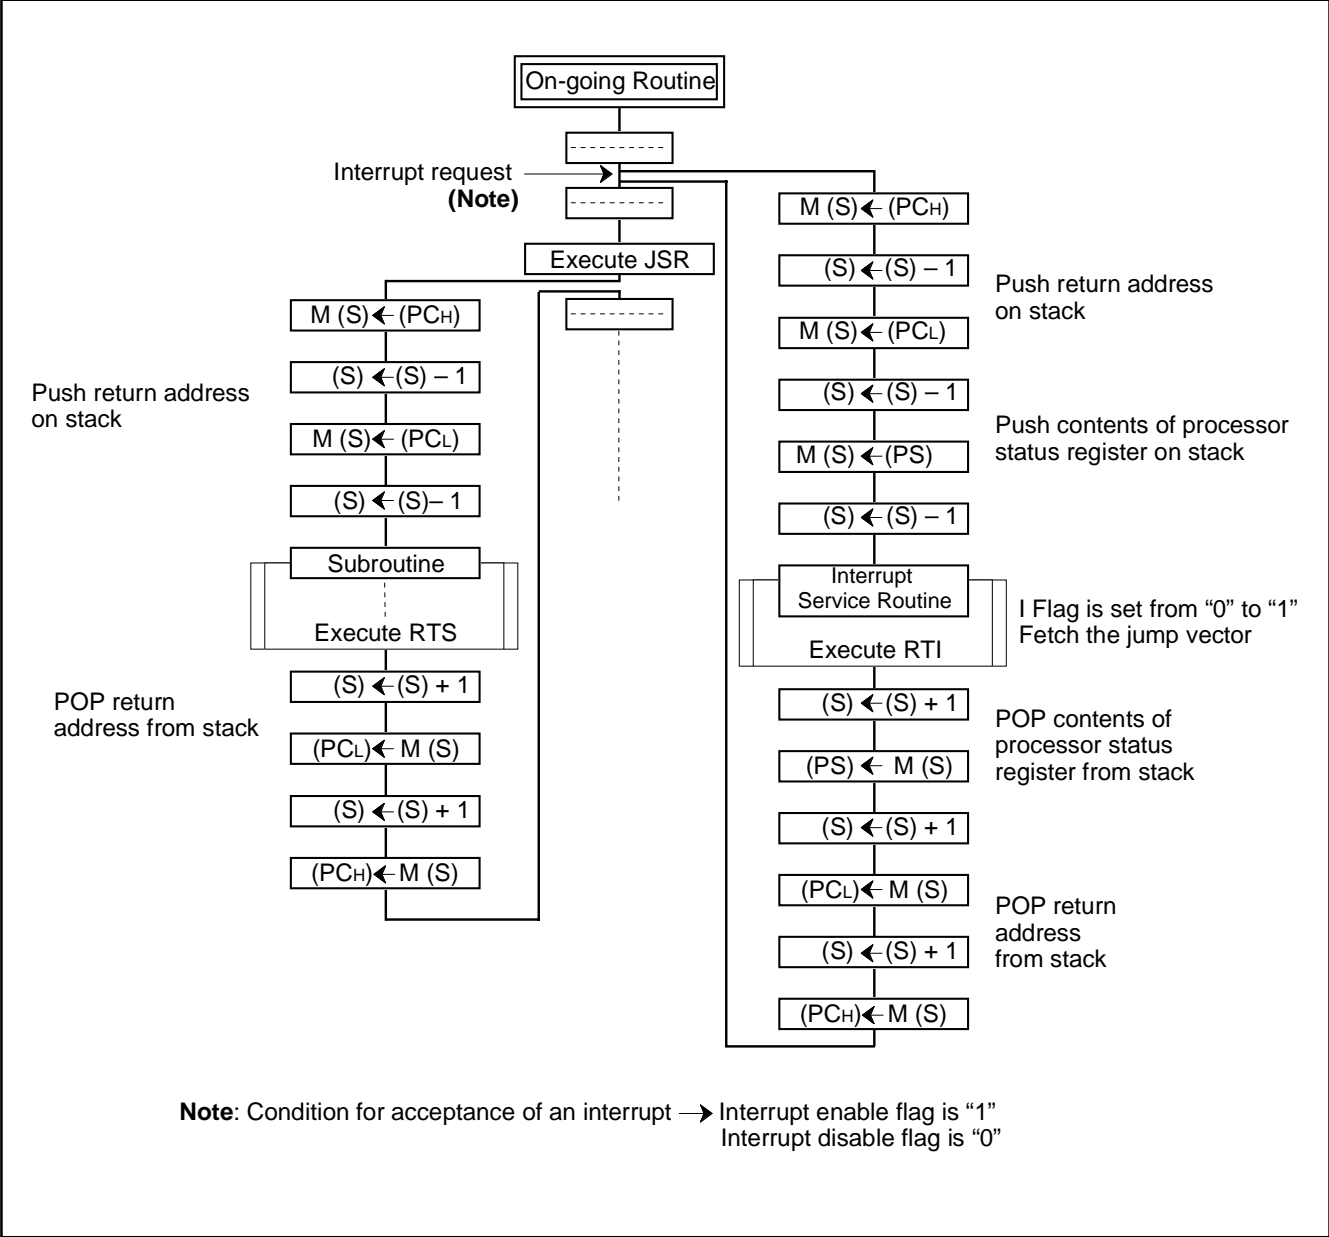 On-going Routine
Interrupt request
(Note)
Execute JSR
M (S) ← (PCH)
(S) ← (S) – 1
M (S) ← (PCL)
(S) ← (S)– 1
Push return address
on stack
Subroutine
Execute RTS
(S) ← (S) + 1
(PCL) ← M (S)
(S) ← (S) + 1
(PCH) ← M (S)
POP return
address from stack
M (S) ← (PCH)
(S) ← (S) – 1
M (S) ← (PCL)
(S) ← (S) – 1
M (S) ← (PS)
(S) ← (S) – 1
Push return address
on stack
Push contents of processor
status register on stack
Interrupt
Service Routine
Execute RTI
I Flag is set from “0” to “1”
Fetch the jump vector
(S) ← (S) + 1
(PS) ← M (S)
(S) ← (S) + 1
(PCL) ← M (S)
(S) ← (S) + 1
(PCH) ← M (S)
POP contents of
processor status
register from stack
POP return
address
from stack
Note: Condition for acceptance of an interrupt → Interrupt enable flag is “1”
Interrupt disable flag is “0”